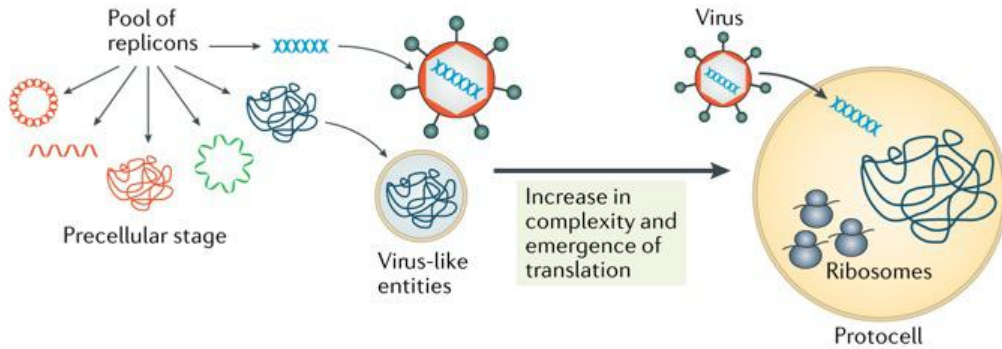 Pool of
replicons
Precellular stage
Virus-like
entities
Increase in
complexity and
emergence of
translation
Virus
Ribosomes
Protocell